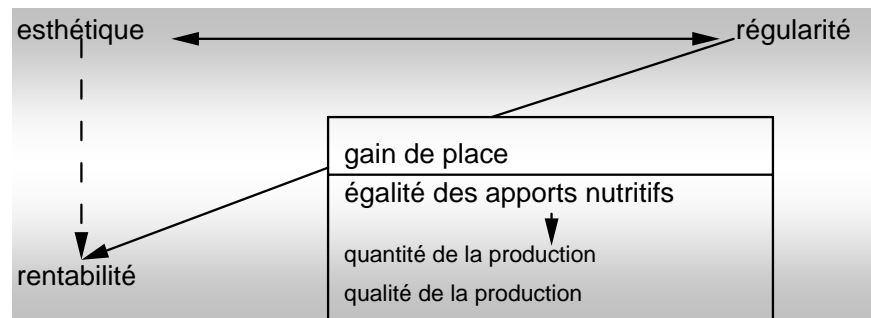 esthétique
régularité
gain de place
égalité des apports nutritifs
quantité de la production
rentabilité
qualité de la production